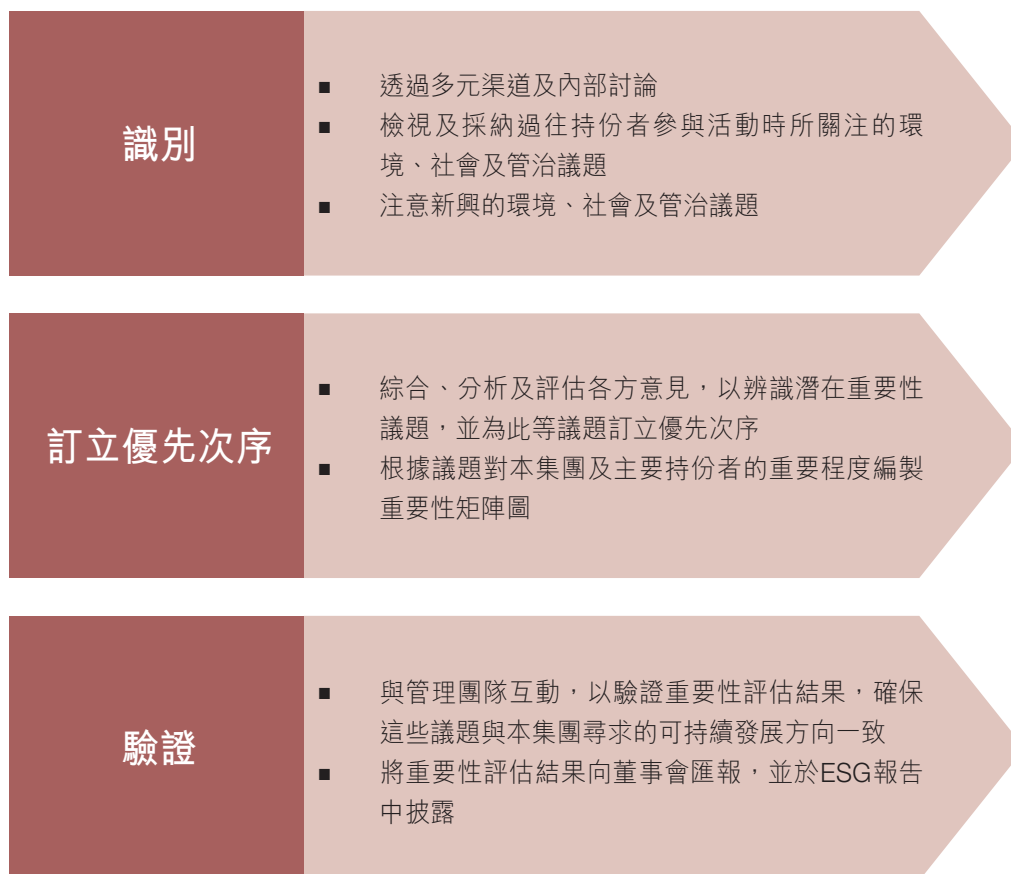 識別
■ 透過多元渠道及內部討論
■ 檢視及採納過往持份者參與活動時所關注的環
境、社會及管治議題
■ 注意新興的環境、社會及管治議題
訂立優先次序
■ 綜合、分析及評估各方意見，以辨識潛在重要性
議題，並為此等議題訂立優先次序
■ 根據議題對本集團及主要持份者的重要程度編製
重要性矩陣圖
驗證
■ 與管理團隊互動，以驗證重要性評估結果，確保
這些議題與本集團尋求的可持續發展方向一致
■ 將重要性評估結果向董事會匯報，並於ESG報告
中披露